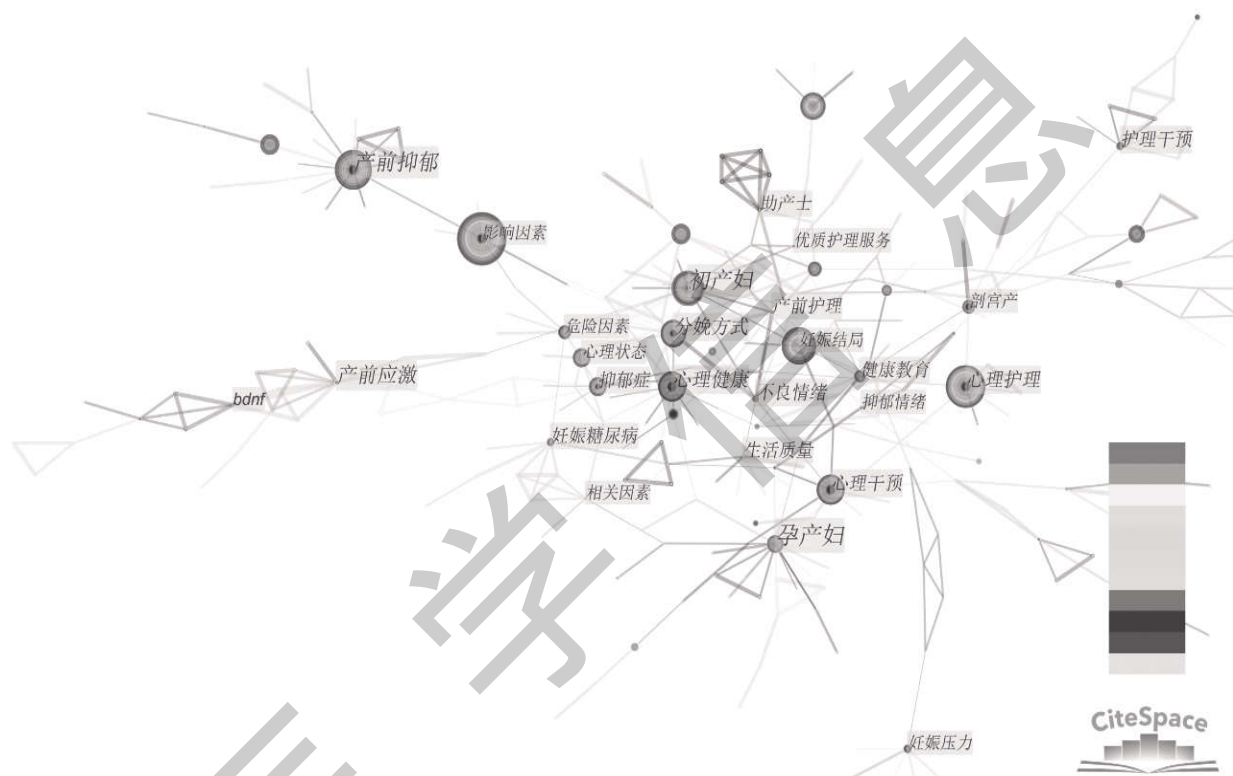 护理干预
产前抑郁
助产士
影响因素
优质护理服务
初产妇
产前护理
剖宫产
危险因素
分娩方式
妊娠结局
心理状态
产前应激
抑郁症
心理健康
不良情绪
健康教育
心理护理
bdnf
抑郁情绪
妊娠糖尿病
生活质量
相关因素
心理干预
孕产妇
妊娠压力
CiteSpace
学信息